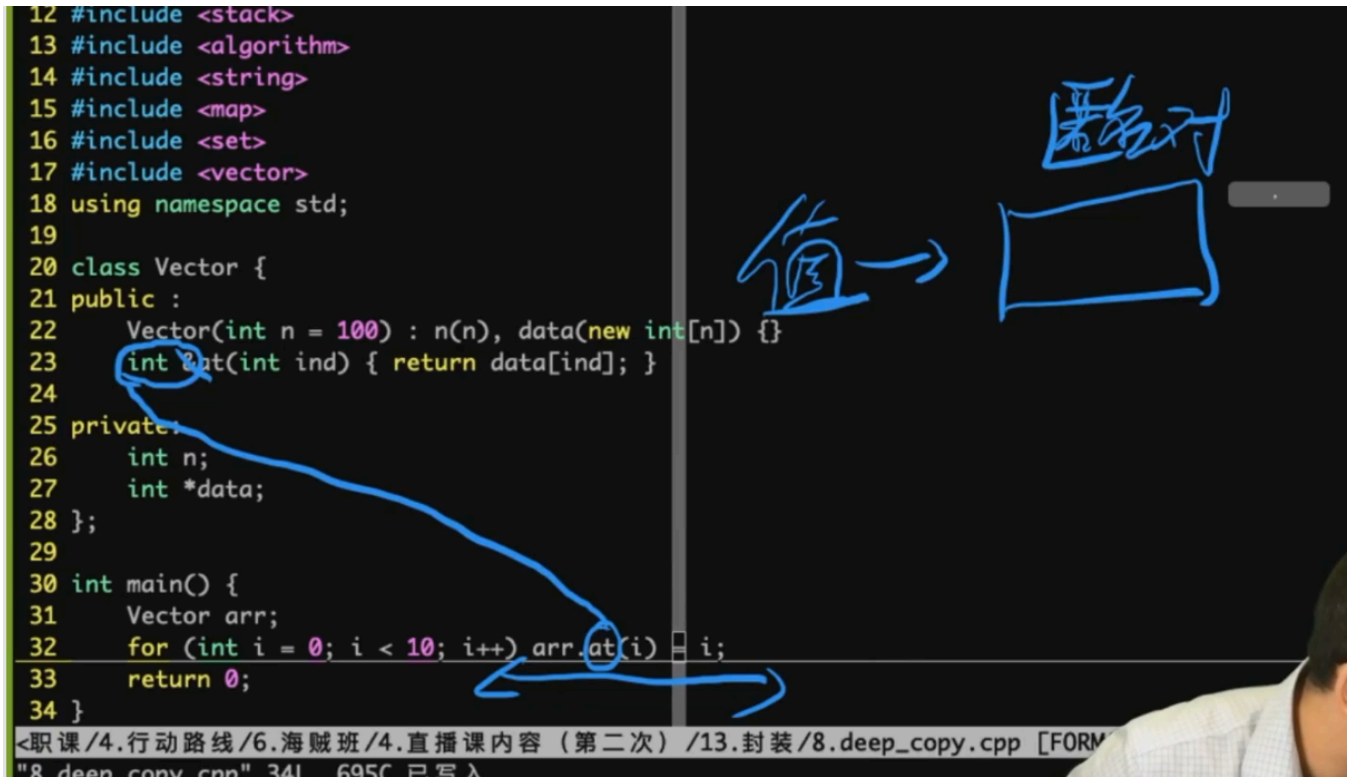 12 #include <stack>
13 #include <algorithm>
14 #include <string>
15 #include <map>
16 #include <set>
17 #include <vector>
18 using namespace std;
19
20 class Vector {
21 public :
22     Vector(int n = 100) : n(n), data(new int[n]) {}
23     int &at(int ind) { return data[ind]; }
24
25 private:
26     int n;
27     int *data;
28 };
29
30 int main() {
31     Vector arr;
32     for (int i = 0; i < 10; i++) arr.at(i) = i;
33     return 0;
34 }
匿名对
值
<职课/4.行动路线/6.海贼班/4.直播课内容（第二次）/13.封装/8.deep_copy.cpp [FORM
"8.deep_copy.cpp" 34L, 695C 已写入